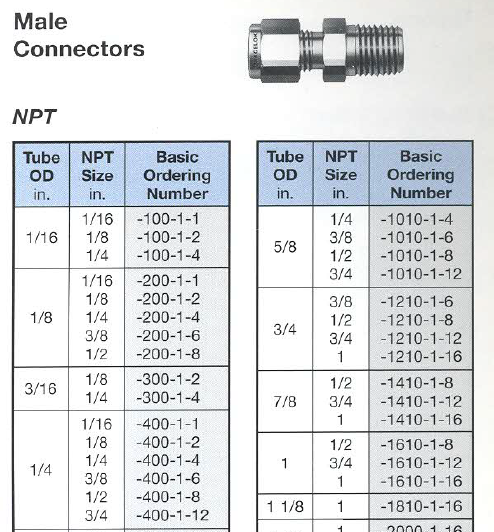 Male
Connectors
SWAGELOK
NPT
Tube OD in. NPT Size in. Basic Ordering Number
1/16 1/16 -100-1-1
1/8 -100-1-2
1/4 -100-1-4
1/8 1/16 -200-1-1
1/8 -200-1-2
1/4 -200-1-4
3/8 -200-1-6
1/2 -200-1-8
3/16 1/8 -300-1-2
1/4 -300-1-4
1/4 1/16 -400-1-1
1/8 -400-1-2
1/4 -400-1-4
3/8 -400-1-6
1/2 -400-1-8
3/4 -400-1-12
Tube OD in. NPT Size in. Basic Ordering Number
5/8 1/4 -1010-1-4
3/8 -1010-1-6
1/2 -1010-1-8
3/4 -1010-1-12
3/4 3/8 -1210-1-6
1/2 -1210-1-8
3/4 -1210-1-12
1 -1210-1-16
7/8 1/2 -1410-1-8
3/4 -1410-1-12
1 -1410-1-16
1 1/2 -1610-1-8
3/4 -1610-1-12
1 -1610-1-16
1 1/8 1 -1810-1-16
1 -2000-1-16